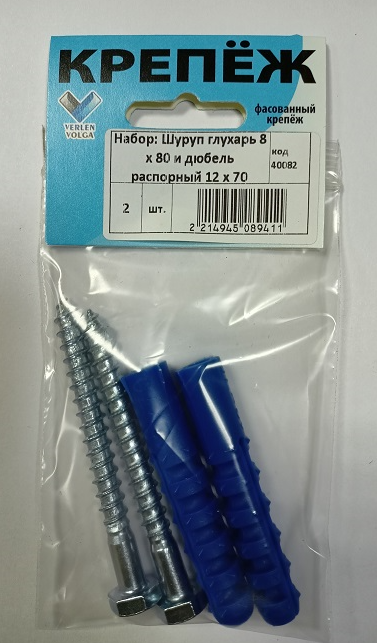 КРЕПЁЖ
VERLEN
VOLGA
фасованный
крепёж
Набор: Шуруп глухарь 8
х 80 и дюбель
распорный 12 х 70
код
40082
2 шт.
2 214945 089411